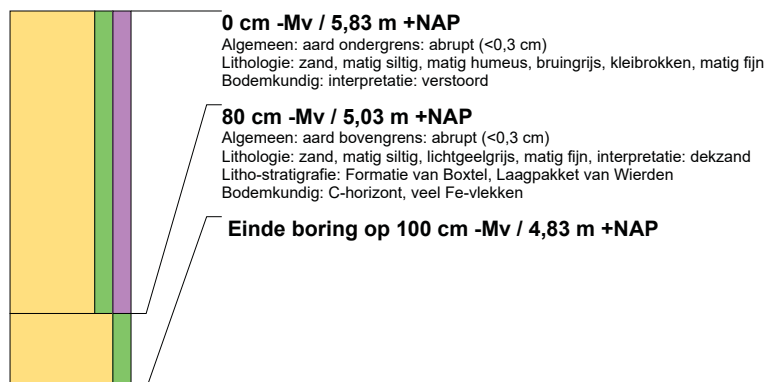 0 cm -Mv / 5,83 m +NAP
Algemeen: aard ondergrens: abrupt (<0,3 cm)
Lithologie: zand, matig siltig, matig humeus, bruingrijs, kleibrokken, matig fijn
Bodemkundig: interpretatie: verstoord
80 cm -Mv / 5,03 m +NAP
Algemeen: aard bovengrens: abrupt (<0,3 cm)
Lithologie: zand, matig siltig, lichtgeelgrijs, matig fijn, interpretatie: dekzand
Litho-stratigrafie: Formatie van Boxtel, Laagpakket van Wierden
Bodemkundig: C-horizont, veel Fe-vlekken
Einde boring op 100 cm -Mv / 4,83 m +NAP